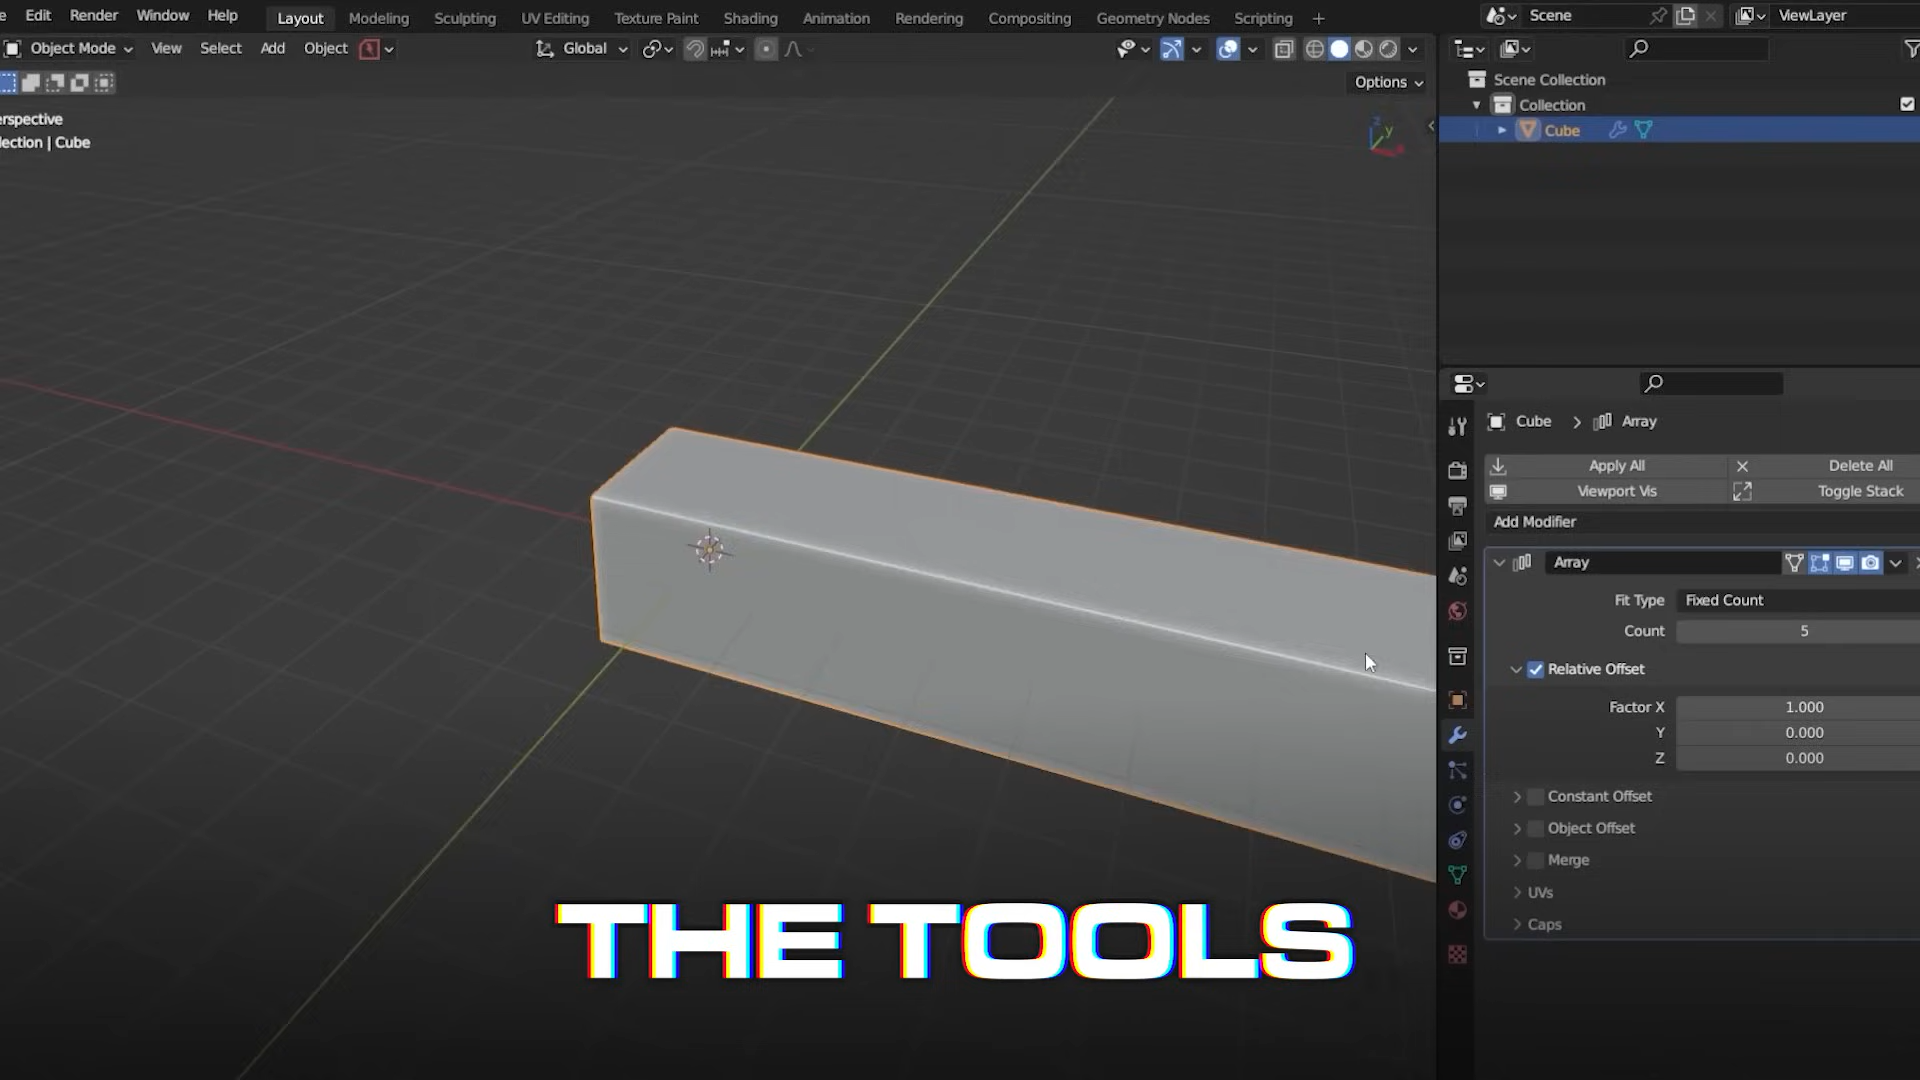 Edit Render Window Help Layout Modeling Sculpting UV Editing Texture Paint Shading Animation Rendering Compositing Geometry Nodes Scripting + Scene ViewLayer
Object Mode View Select Add Object Global
Options
erspective
lection | Cube
z
y
Scene Collection
Collection
Cube
Cube > Array
Apply All Delete All
Viewport Vis Toggle Stack
Add Modifier
Array
Fit Type Fixed Count
Count 5
Relative Offset
Factor X 1.000
Y 0.000
Z 0.000
Constant Offset
Object Offset
Merge
UVs
Caps
THE TOOLS